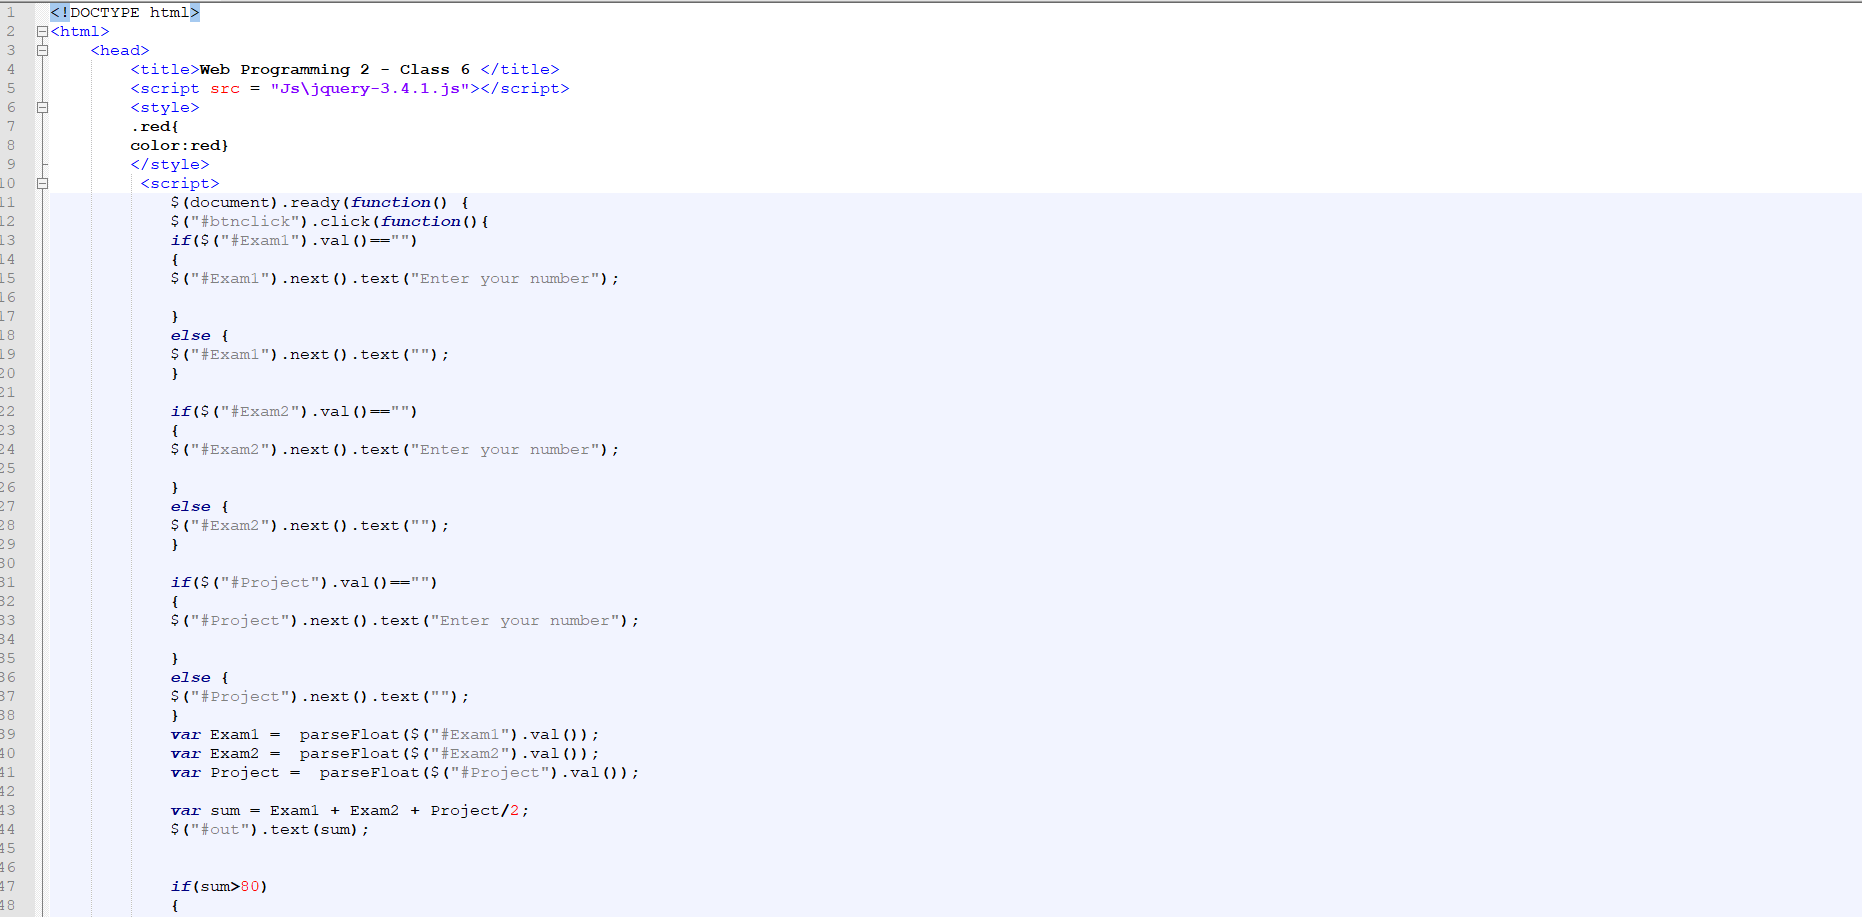 1 <!DOCTYPE html>
2 <html>
3 <head>
4 <title>Web Programming 2 - Class 6 </title>
5 <script src = "Js\jquery-3.4.1.js"></script>
6 <style>
7 .red{
8 color:red}
9 </style>
10 <script>
11 $(document).ready(function() {
12 $("#btnclick").click(function(){
13 if($("#Exam1").val()=="")
14 {
15 $("#Exam1").next().text("Enter your number");
16
17 }
18 else {
19 $("#Exam1").next().text("");
20 }
21
22 if($("#Exam2").val()=="")
23 {
24 $("#Exam2").next().text("Enter your number");
25
26 }
27 else {
28 $("#Exam2").next().text("");
29 }
30
31 if($("#Project").val()=="")
32 {
33 $("#Project").next().text("Enter your number");
34
35 }
36 else {
37 $("#Project").next().text("");
38 }
39 var Exam1 =  parseFloat($("#Exam1").val());
40 var Exam2 =  parseFloat($("#Exam2").val());
41 var Project =  parseFloat($("#Project").val());
42
43 var sum = Exam1 + Exam2 + Project/2;
44 $("#out").text(sum);
45
46
47 if(sum>80)
48 {